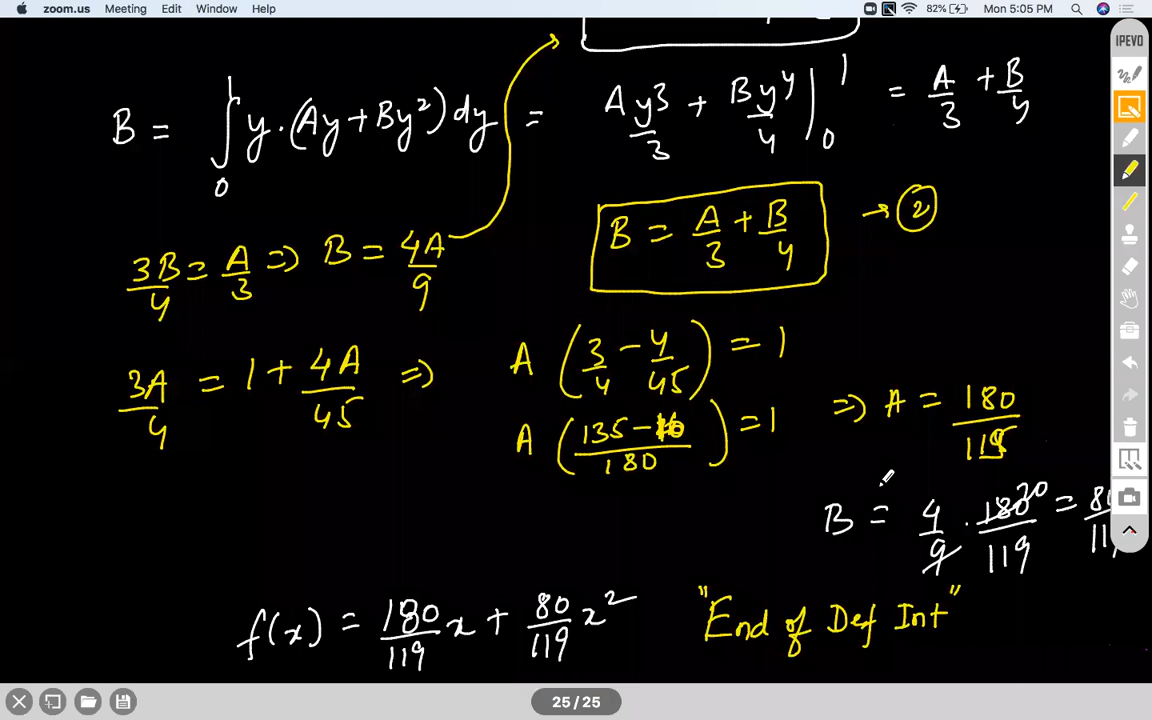 zoom.us Meeting Edit Window Help 82% Mon 5:05 PM
IPEVO
B = ∫₀¹ y·(Ay + By²) dy = Ay³/3 + By⁴/4 |₀¹ = A/3 + B/4
B = A/3 + B/4 → ②
3B/4 = A/3 => B = 4A/9
3A/4 = 1 + 4A/45 => A (3/4 − 4/45) = 1
A (135 − 16/180) = 1 => A = 180/119
B = 4/9 · 180/119 20 = 80/119
f(x) = 180/119 x + 80/119 x² "End of Def Int"
25 / 25